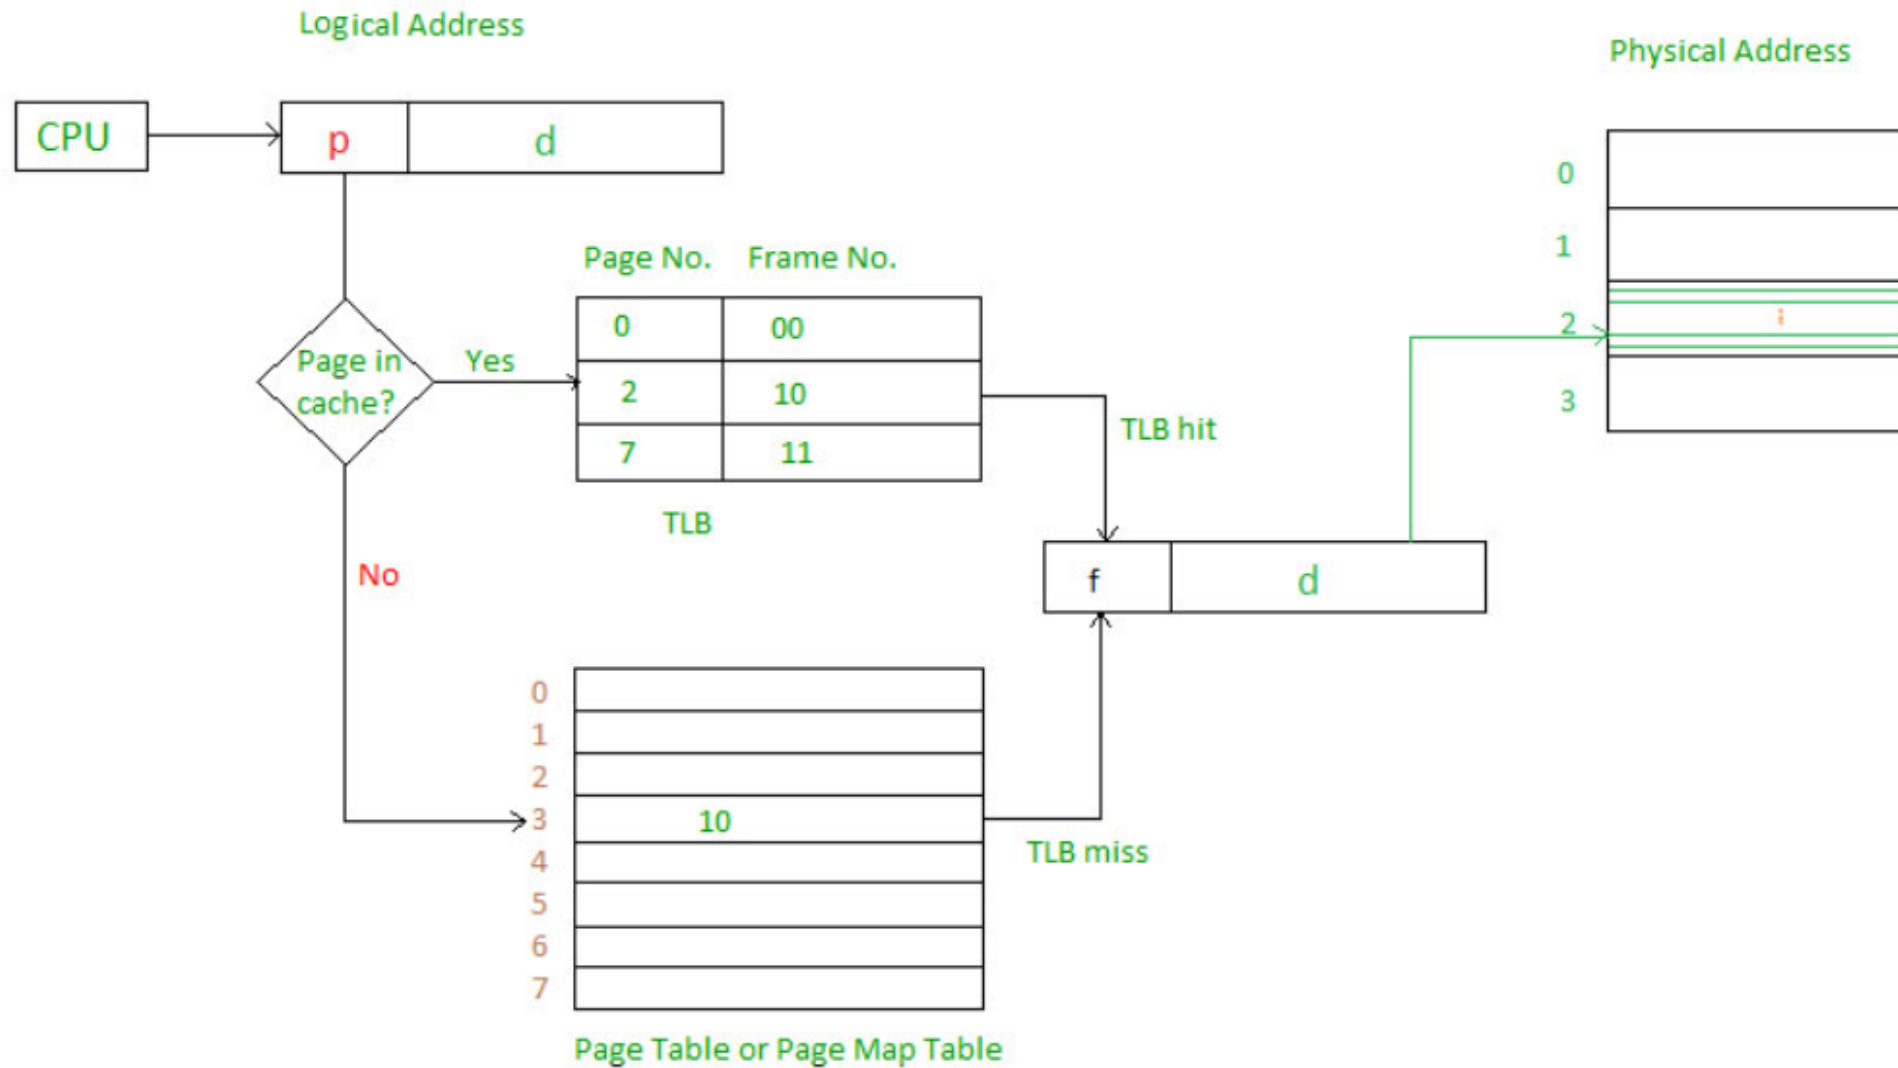 Logical Address
Physical Address
CPU
p
d
0
1
2
i
3
Page No. Frame No.
0 00
2 10
7 11
TLB
Page in
cache?
Yes
No
TLB hit
f
d
0
1
2
3 10
4
5
6
7
TLB miss
Page Table or Page Map Table